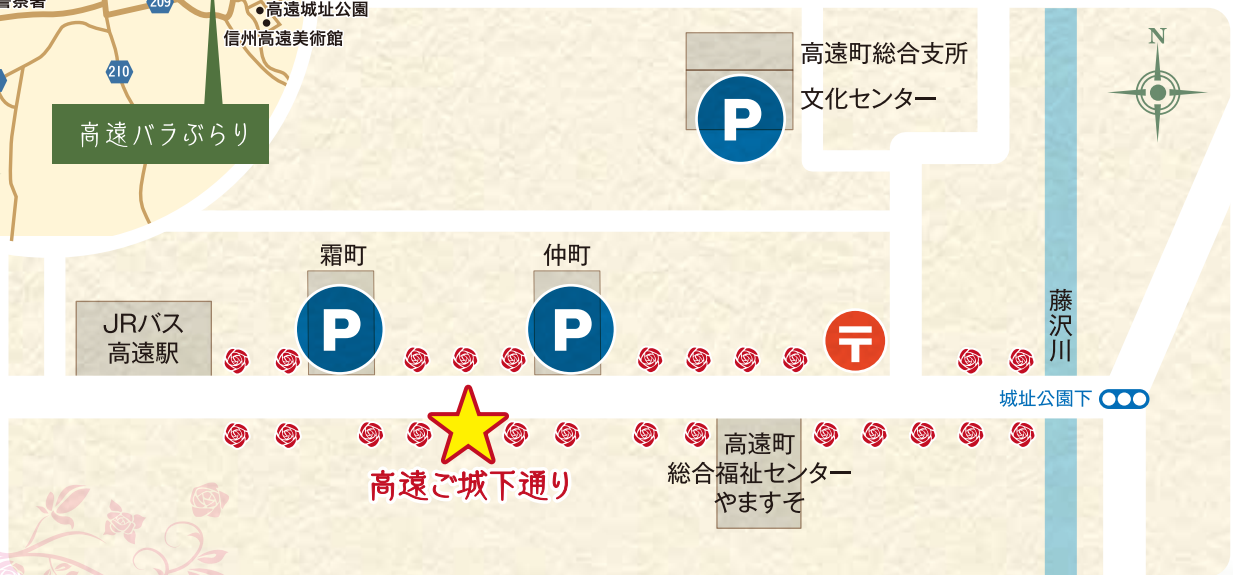 警察署
209
高遠城址公園
信州高遠美術館
210
高遠バラぶらり
高遠町総合支所
文化センター
P
N
霜町
P
仲町
P
JRバス
高遠駅
〒
藤沢川
城址公園下
高遠ご城下通り
高遠町
総合福祉センター
やますそ